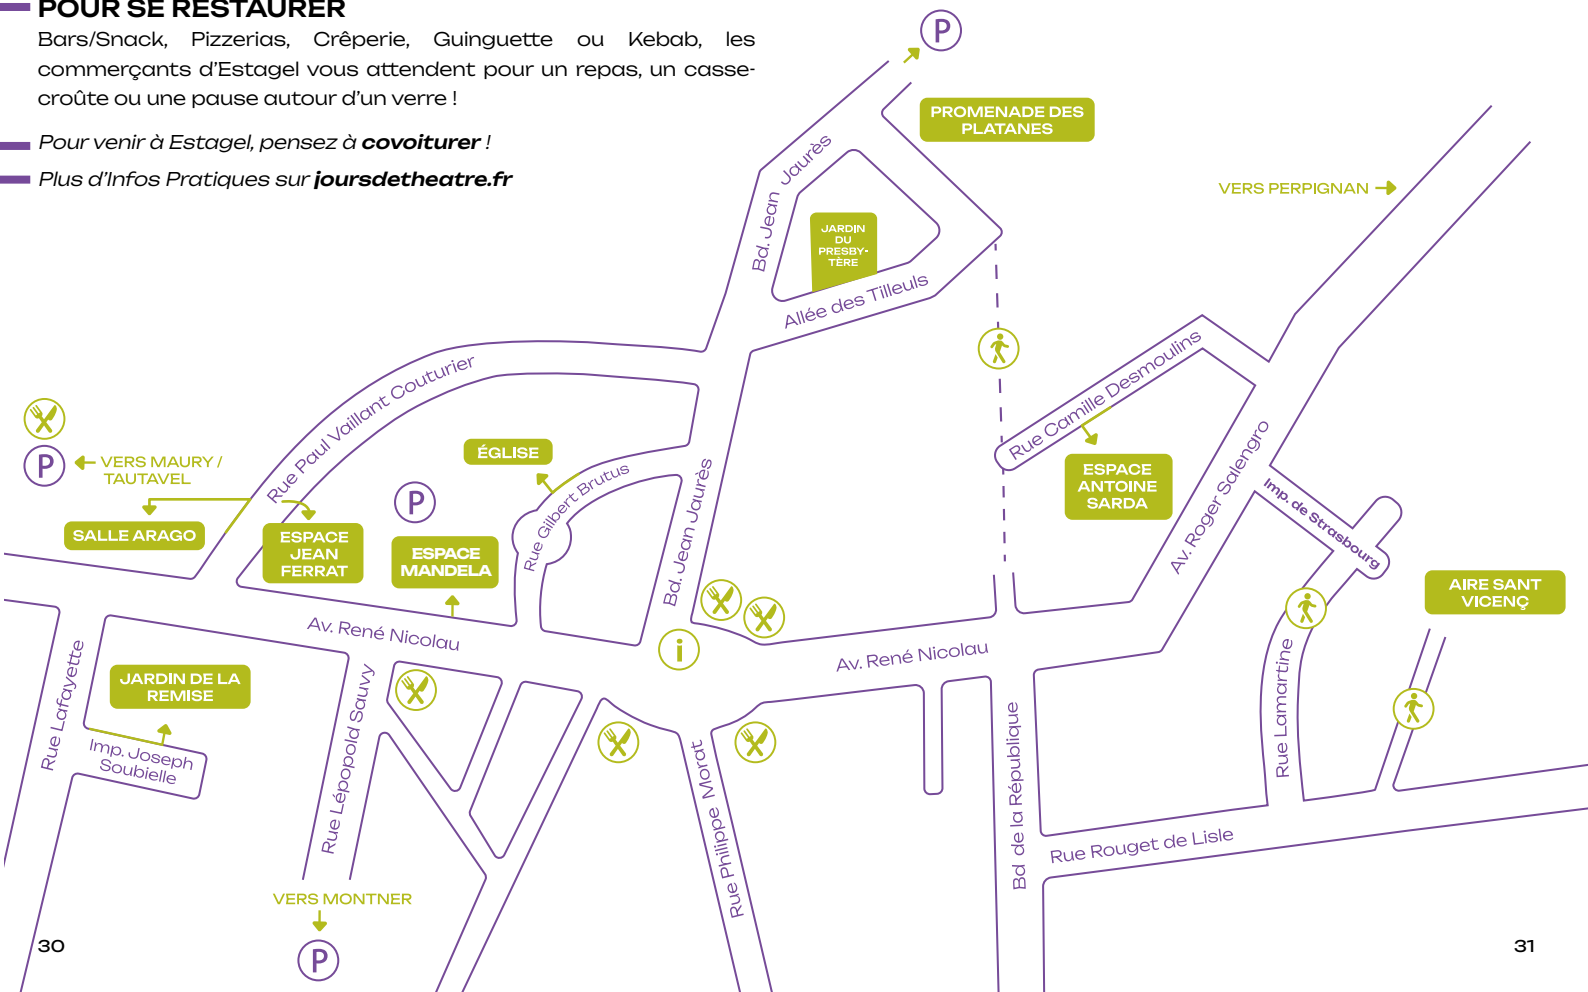 POUR SE RESTAURER
Bars/Snack, Pizzerias, Crêperie, Guinguette ou Kebab, les
commerçants d’Estagel vous attendent pour un repas, un casse-
croûte ou une pause autour d’un verre !
Pour venir à Estagel, pensez à covoiturer !
Plus d’Infos Pratiques sur joursdetheatre.fr
P
PROMENADE DES
PLATANES
Bd. Jean Jaurès
VERS PERPIGNAN
JARDIN
DU
PRESBY-
TÈRE
Allée des Tilleuls
Rue Camille Desmoulins
Rue Paul Vaillant Couturier
P
VERS MAURY /
TAUTAVEL
ÉGLISE
Rue Gilbert Brutus
Bd. Jean Jaurès
P
ESPACE
ANTOINE
SARDA
Av. Roger Salengro
Imp. de Strasbourg
SALLE ARAGO
ESPACE
JEAN
FERRAT
ESPACE
MANDELA
AIRE SANT
VICENÇ
Av. René Nicolau
i
Av. René Nicolau
Rue Lafayette
JARDIN DE LA
REMISE
Imp. Joseph
Soubielle
Rue Lépopold Sauvy
Rue Philippe Morat
Bd de la République
Rue Lamartine
Rue Rouget de Lisle
VERS MONTNER
P
30
31